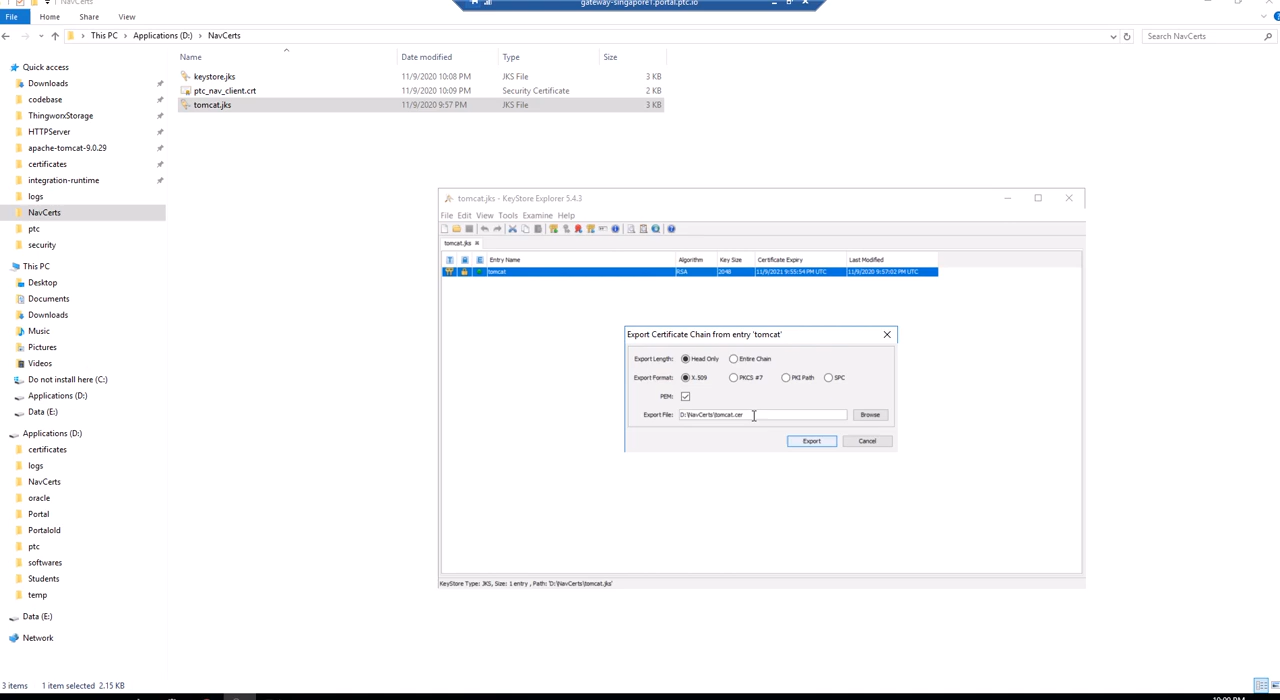 NavCerts
gateway-singapore1.portal.ptc.io
File Home Share View
This PC Applications (D:) NavCerts
Search NavCerts
Name Date modified Type Size
keystore.jks 11/9/2020 10:08 PM JKS File 3 KB
ptc_nav_client.crt 11/9/2020 10:09 PM Security Certificate 2 KB
tomcat.jks 11/9/2020 9:57 PM JKS File 3 KB
Quick access
Downloads
codebase
ThingworxStorage
HTTPServer
apache-tomcat-9.0.29
certificates
integration-runtime
logs
NavCerts
ptc
security
This PC
Desktop
Documents
Downloads
Music
Pictures
Videos
Do not install here (C:)
Applications (D:)
Data (E:)
Applications (D:)
certificates
logs
NavCerts
oracle
Portal
Portalold
ptc
softwares
Students
temp
Data (E:)
Network
tomcat.jks - KeyStore Explorer 5.4.3
File Edit View Tools Examine Help
tomcat.jks
T E Entry Name Algorithm Key Size Certificate Expiry Last Modified
tomcat RSA 2048 11/9/2021 9:55:54 PM UTC 11/9/2020 9:57:02 PM UTC
Export Certificate Chain from entry 'tomcat'
Export Length: Head Only Entire Chain
Export Format: X.509 PKCS #7 PKI Path SPC
PEM:
Export File: D:\NavCerts\tomcat.cer Browse
Export Cancel
KeyStore Type: JKS, Size: 1 entry , Path: 'D:\NavCerts\tomcat.jks'
3 items 1 item selected 2.15 KB